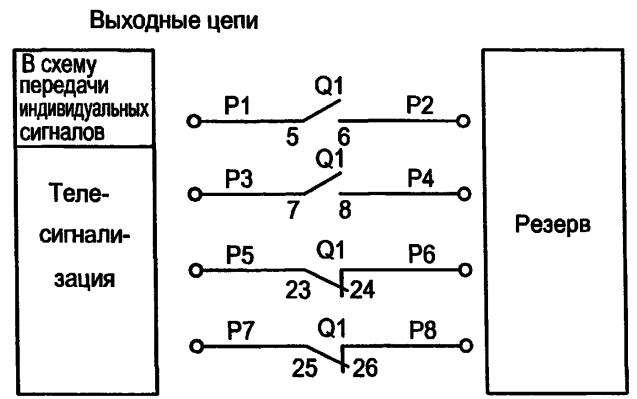 Выходные цепи
В схему
передачи
индивидуальных
сигналов
Теле-
сигнали-
зация
P1 Q1 P2
5 6
P3 Q1 P4
7 8
P5 Q1 P6
23 24
P7 Q1 P8
25 26
Резерв